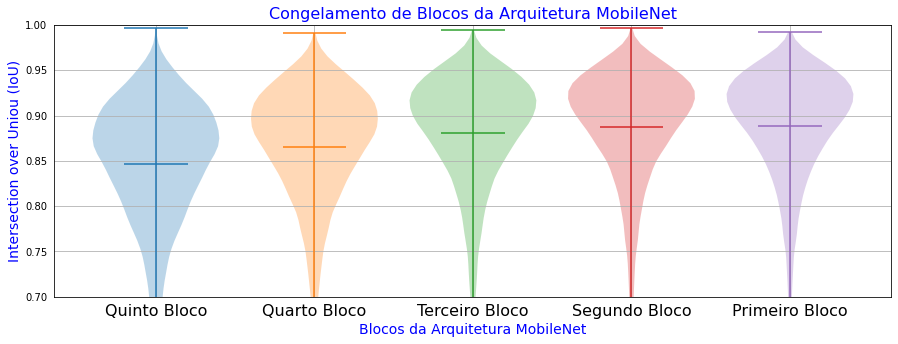 Congelamento de Blocos da Arquitetura MobileNet
Intersection over Uniou (IoU)
1.00
0.95
0.90
0.85
0.80
0.75
0.70
Quinto Bloco Quarto Bloco Terceiro Bloco Segundo Bloco Primeiro Bloco
Blocos da Arquitetura MobileNet